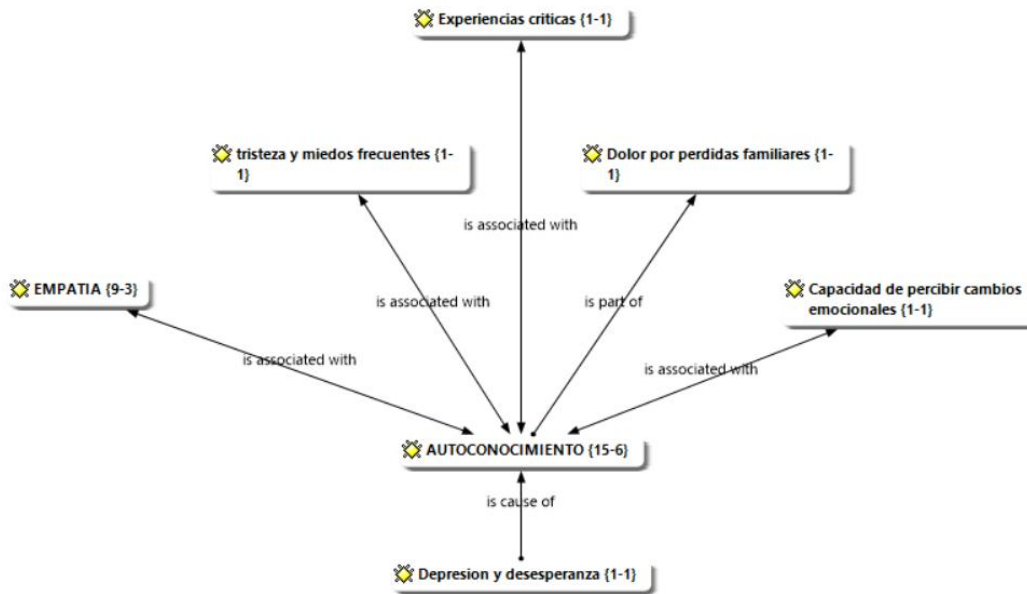 Experiencias criticas {1-1}
tristeza y miedos frecuentes {1-
1}
Dolor por perdidas familiares {1-
1}
is associated with
EMPATIA {9-3}
is associated with
is part of
Capacidad de percibir cambios
emocionales {1-1}
is associated with
is associated with
AUTOCONOCIMIENTO {15-6}
is cause of
Depresion y desesperanza {1-1}